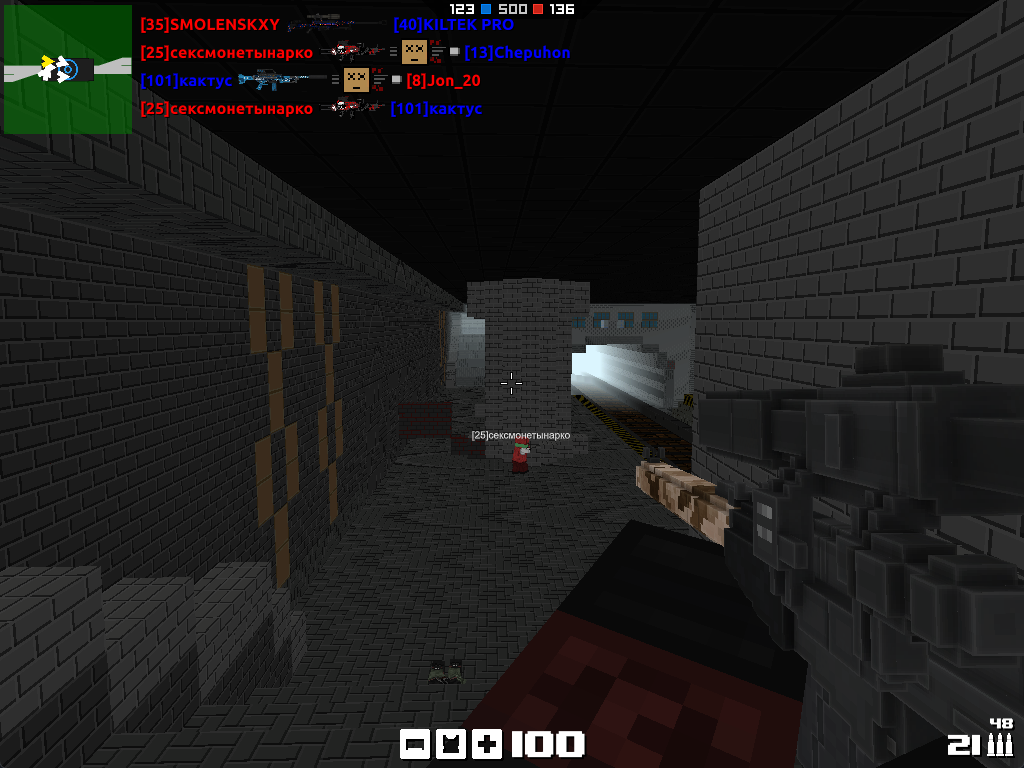 123 500 136
[35]SMOLENSKXY [40]KILTEK PRO
[25]сексмонетынарко [13]Chepuhon
[101]кактус [8]Jon_20
[25]сексмонетынарко [101]кактус
[25]сексмонетынарко
100
48
21